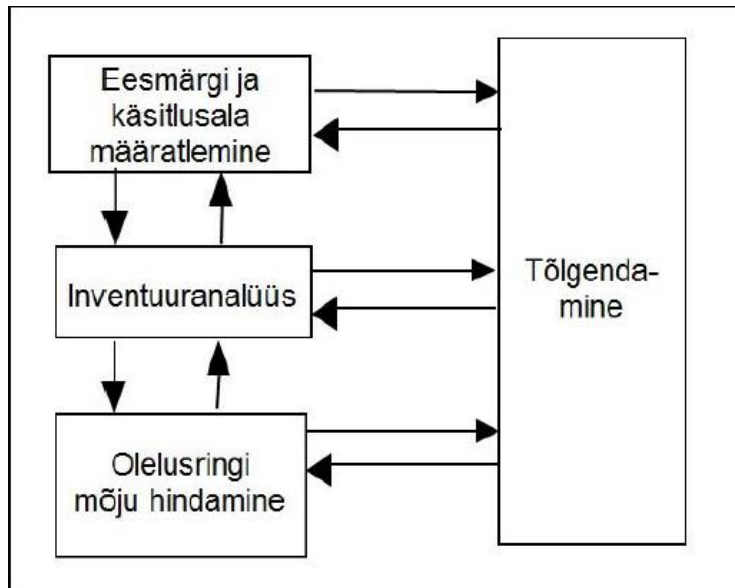 Eesmärgi ja
käsitlusala
määratlemine
Inventuuranalüüs
Olelusringi
mõju hindamine
Tõlgenda-
mine